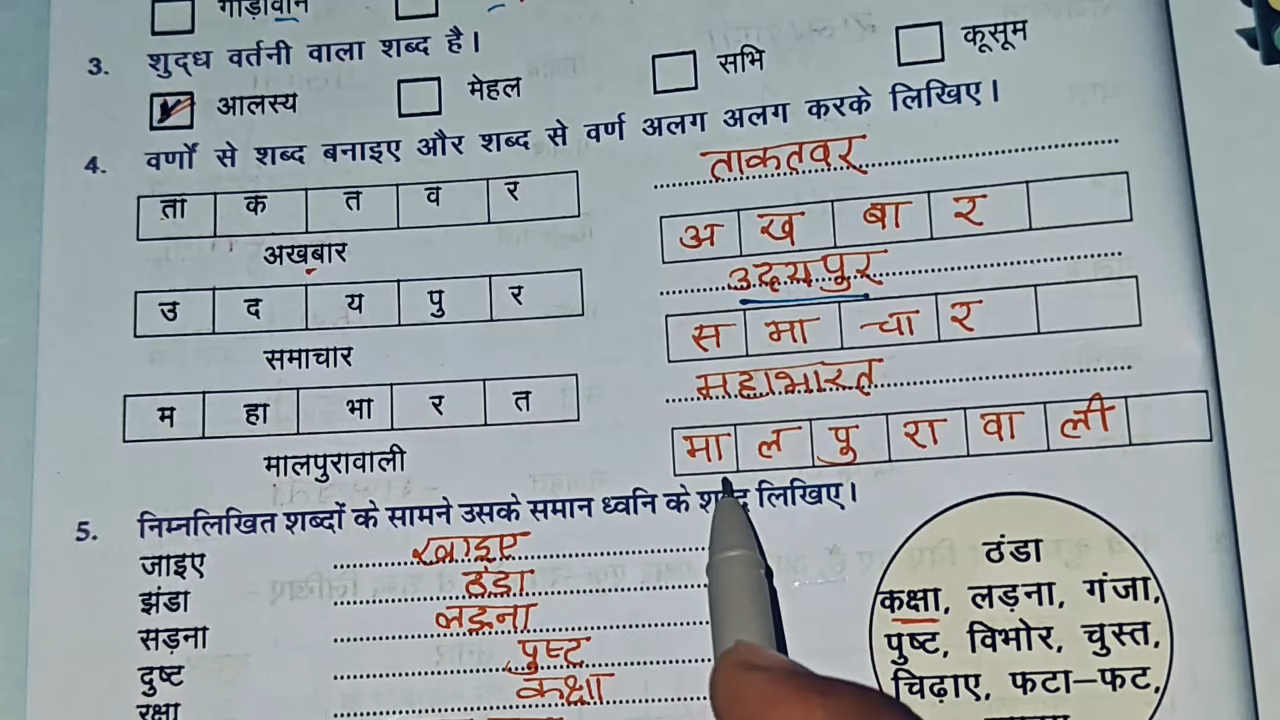 गाड़ीवान
3. शुद्ध वर्तनी वाला शब्द है।
आलस्य मेहल सभि कूसूम
4. वर्णों से शब्द बनाइए और शब्द से वर्ण अलग अलग करके लिखिए।
ता क त व र ताकतवर
अखबार अ ख बा र
उ द य पु र उदयपुर
समाचार स मा चा र
म हा भा र त महाभारत
मालपुरावाली मा ल पु रा वा ली
5. निम्नलिखित शब्दों के सामने उसके समान ध्वनि के शब्द लिखिए।
जाइए खाइए
झंडा ठंडा
सड़ना लड़ना
दुष्ट पुष्ट
रक्षा कक्षा
ठंडा
कक्षा, लड़ना, गंजा,
पुष्ट, विभोर, चुस्त,
चिढ़ाए, फटा–फट,